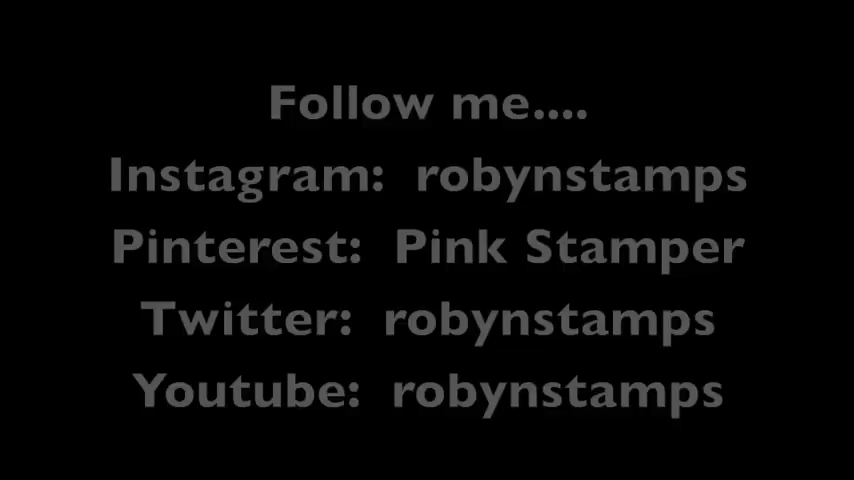 Follow me....
Instagram:  robynstamps
Pinterest:  Pink Stamper
Twitter:  robynstamps
Youtube:  robynstamps